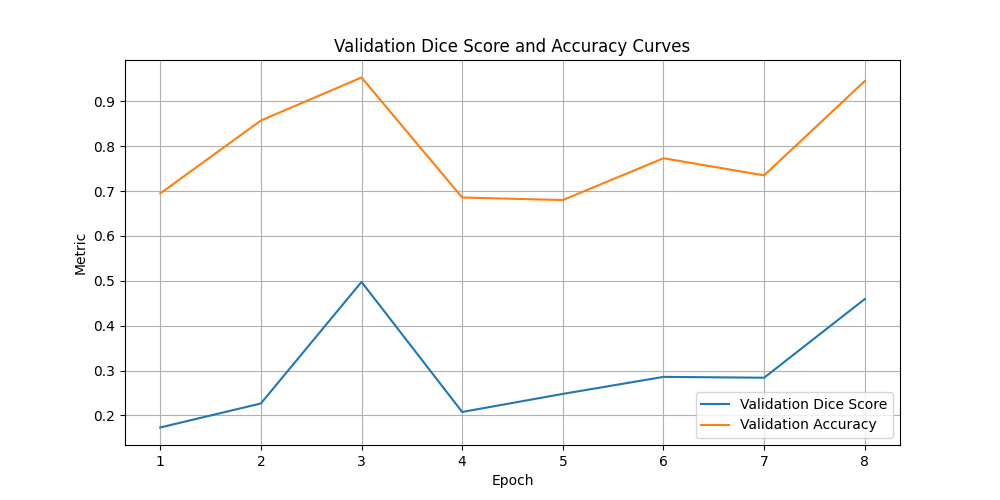 Validation Dice Score and Accuracy Curves
Metric
0.9
0.8
0.7
0.6
0.5
0.4
0.3
0.2
Validation Dice Score
Validation Accuracy
1 2 3 4 5 6 7 8
Epoch